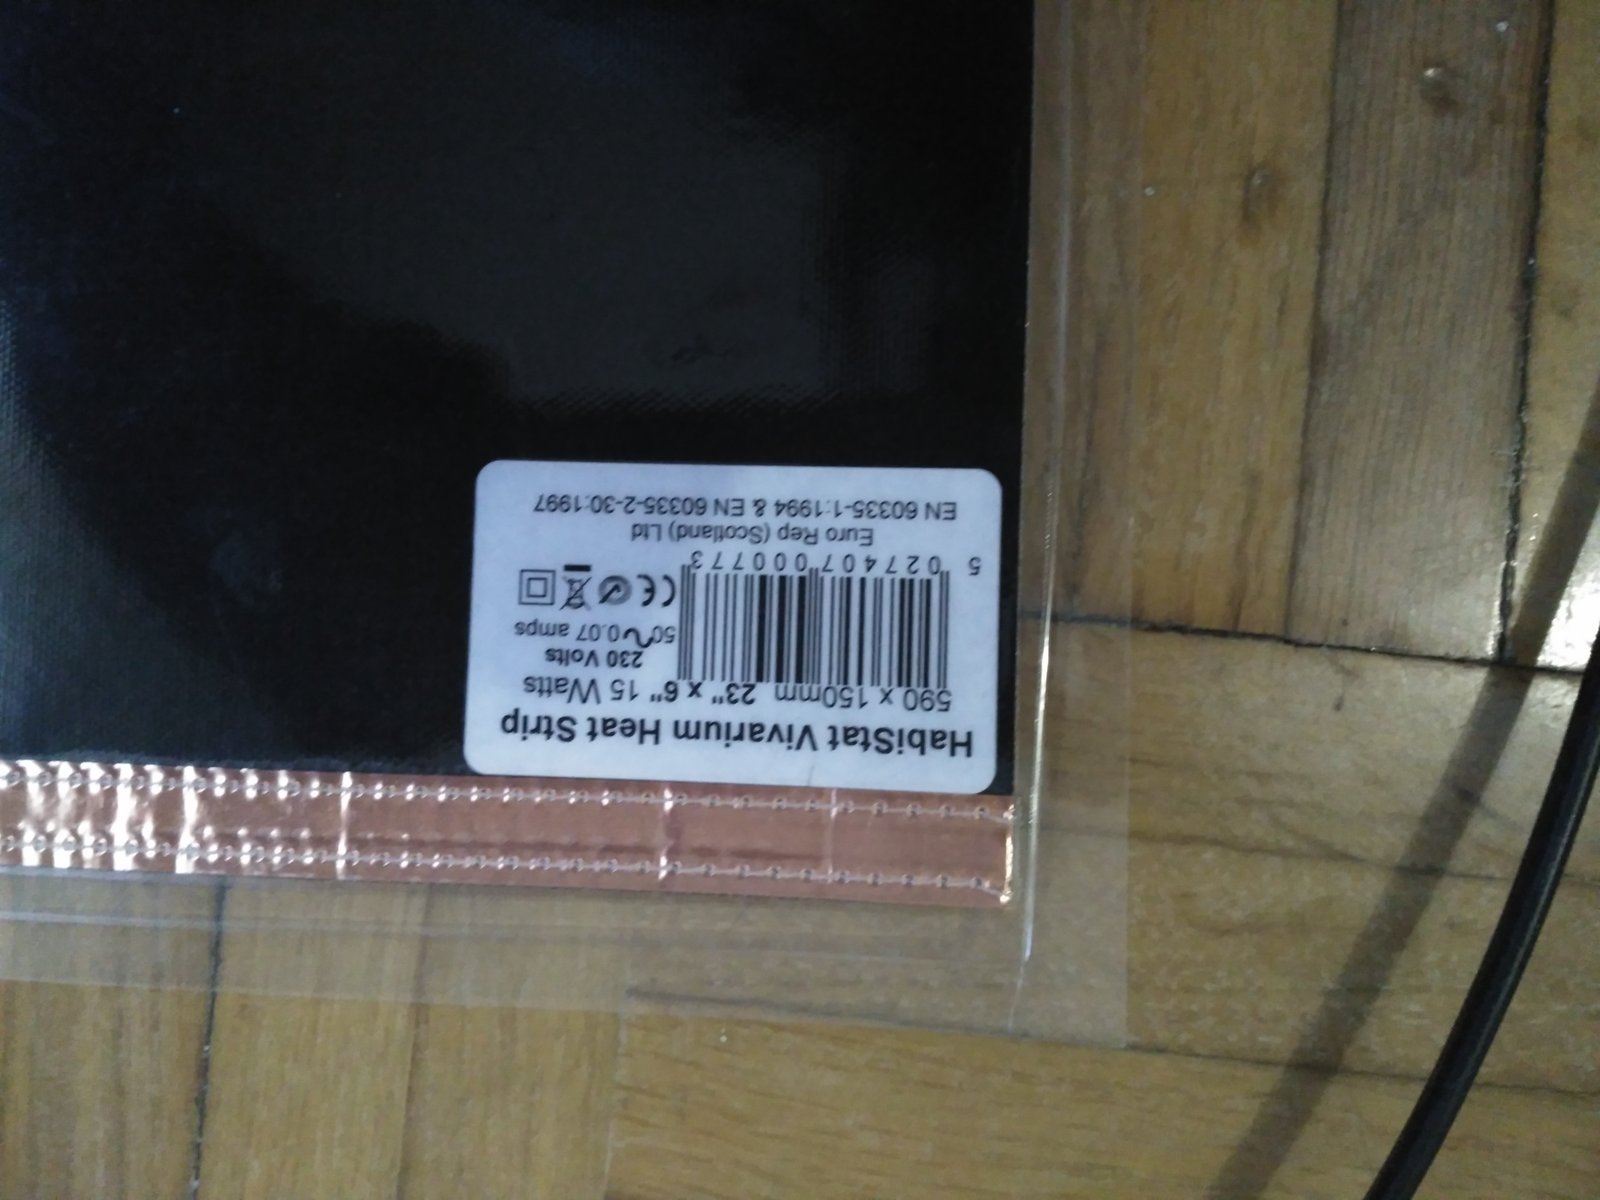 HabiStat Vivarium Heat Strip
590 x 150mm 23" x 6" 15 Watts
230 Volts
50~0.07 amps
5 027407 000773
Euro Rep (Scotland) Ltd
EN 60335-1:1994 & EN 60335-2-30:1997